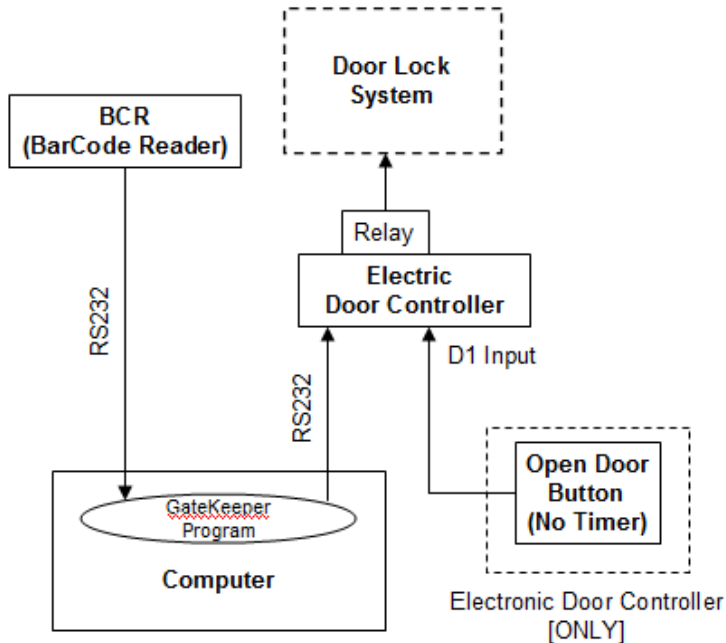 Door Lock
System
BCR
(BarCode Reader)
Relay
Electric
Door Controller
RS232
RS232
D1 Input
Open Door
Button
(No Timer)
GateKeeper
Program
Computer
Electronic Door Controller
[ONLY]